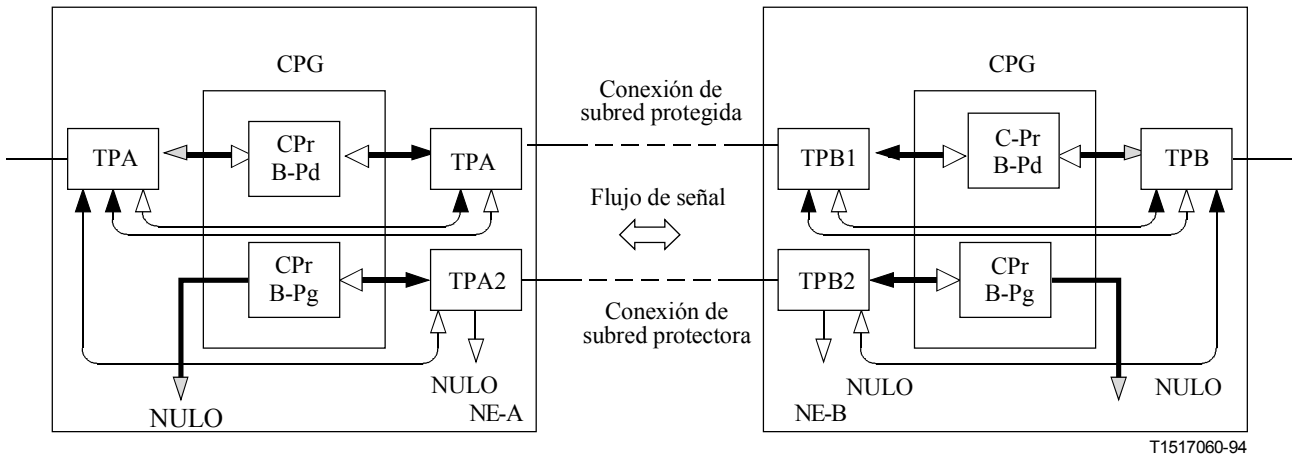 CPG
CPG
Conexión de
subred protegida
TPA
CPr
B-Pd
TPA
TPB1
C-Pr
B-Pd
TPB
Flujo de señal
CPr
B-Pg
TPA2
TPB2
CPr
B-Pg
Conexión de
subred protectora
NULO
NULO
NE-A
NE-B
NULO
NULO
T1517060-94